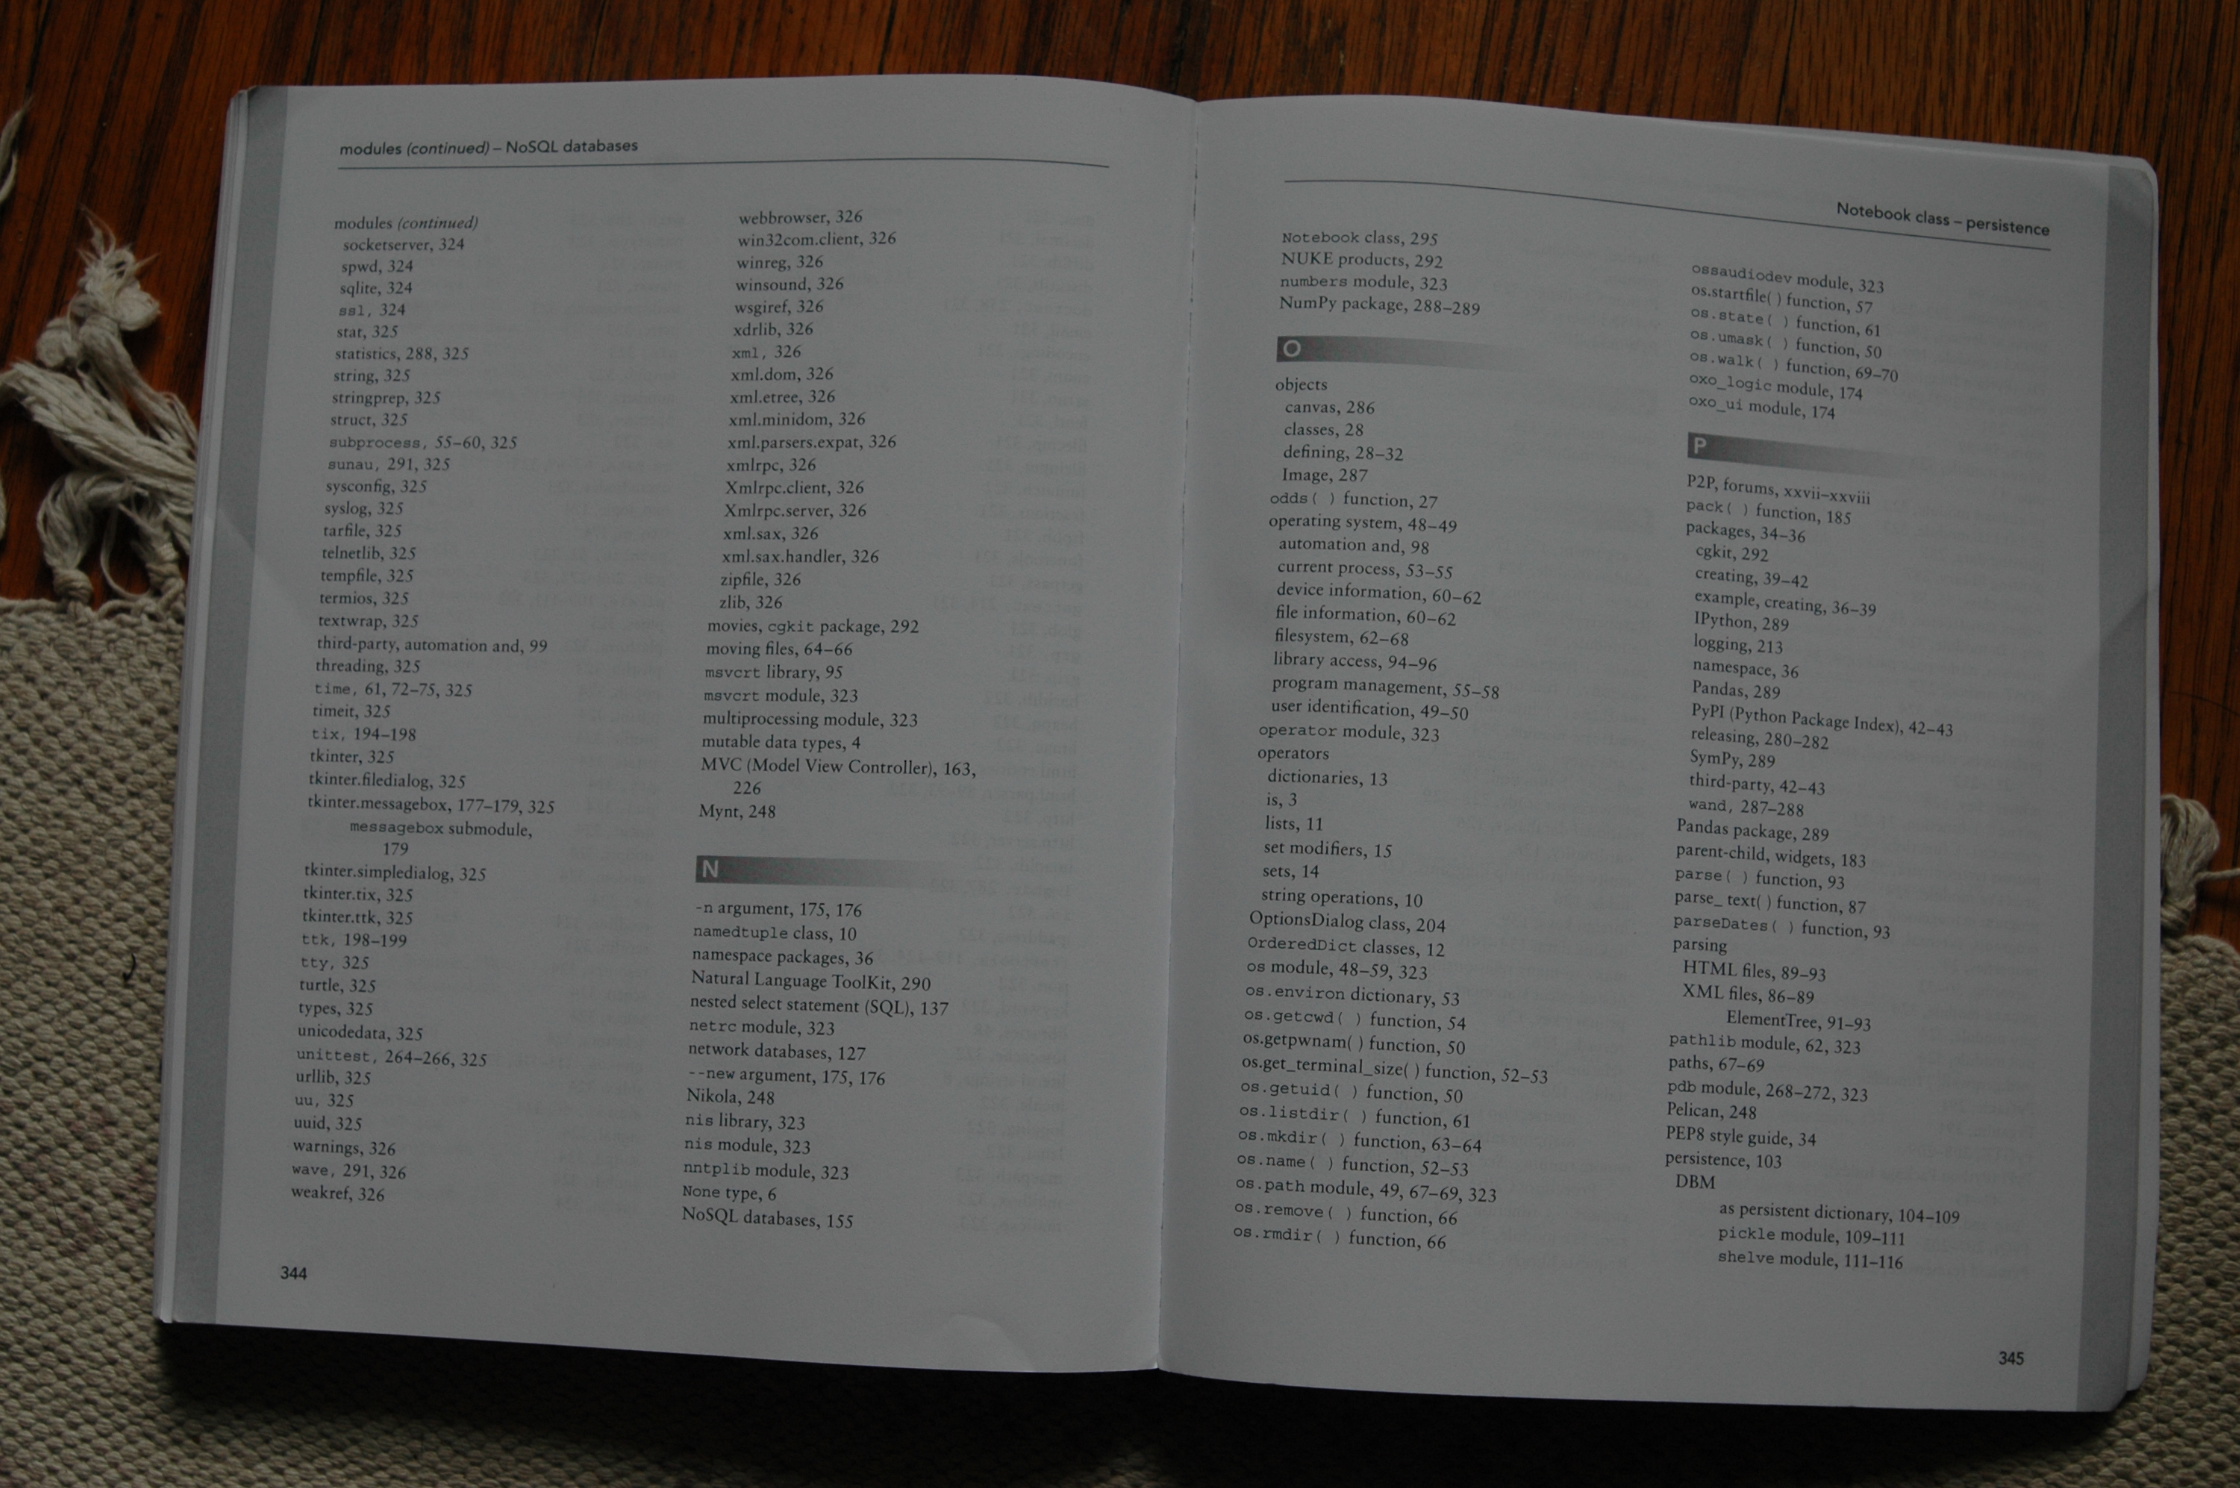 modules (continued) – NoSQL databases
modules (continued)
socketserver, 324
spwd, 324
sqlite, 324
ssl, 324
stat, 325
statistics, 288, 325
string, 325
stringprep, 325
struct, 325
subprocess, 55–60, 325
sunau, 291, 325
sysconfig, 325
syslog, 325
tarfile, 325
telnetlib, 325
tempfile, 325
termios, 325
textwrap, 325
third-party, automation and, 99
threading, 325
time, 61, 72–75, 325
timeit, 325
tix, 194–198
tkinter, 325
tkinter.filedialog, 325
tkinter.messagebox, 177–179, 325
messagebox submodule,
179
tkinter.simpledialog, 325
tkinter.tix, 325
tkinter.ttk, 325
ttk, 198–199
tty, 325
turtle, 325
types, 325
unicodedata, 325
unittest, 264–266, 325
urllib, 325
uu, 325
uuid, 325
warnings, 326
wave, 291, 326
weakref, 326
webbrowser, 326
win32com.client, 326
winreg, 326
winsound, 326
wsgiref, 326
xdrlib, 326
xml, 326
xml.dom, 326
xml.etree, 326
xml.minidom, 326
xml.parsers.expat, 326
xmlrpc, 326
Xmlrpc.client, 326
Xmlrpc.server, 326
xml.sax, 326
xml.sax.handler, 326
zipfile, 326
zlib, 326
movies, cgkit package, 292
moving files, 64–66
msvcrt library, 95
msvcrt module, 323
multiprocessing module, 323
mutable data types, 4
MVC (Model View Controller), 163,
226
Mynt, 248
N
-n argument, 175, 176
namedtuple class, 10
namespace packages, 36
Natural Language ToolKit, 290
nested select statement (SQL), 137
netrc module, 323
network databases, 127
--new argument, 175, 176
Nikola, 248
nis library, 323
nis module, 323
nntplib module, 323
None type, 6
NoSQL databases, 155
344
Notebook class – persistence
Notebook class, 295
NUKE products, 292
numbers module, 323
NumPy package, 288–289
O
objects
canvas, 286
classes, 28
defining, 28–32
Image, 287
odds( ) function, 27
operating system, 48–49
automation and, 98
current process, 53–55
device information, 60–62
file information, 60–62
filesystem, 62–68
library access, 94–96
program management, 55–58
user identification, 49–50
operator module, 323
operators
dictionaries, 13
is, 3
lists, 11
set modifiers, 15
sets, 14
string operations, 10
OptionsDialog class, 204
OrderedDict classes, 12
os module, 48–59, 323
os.environ dictionary, 53
os.getcwd( ) function, 54
os.getpwnam( ) function, 50
os.get_terminal_size( ) function, 52–53
os.getuid( ) function, 50
os.listdir( ) function, 61
os.mkdir( ) function, 63–64
os.name( ) function, 52–53
os.path module, 49, 67–69, 323
os.remove( ) function, 66
os.rmdir( ) function, 66
ossaudiodev module, 323
os.startfile( ) function, 57
os.state( ) function, 61
os.umask( ) function, 50
os.walk( ) function, 69–70
oxo_logic module, 174
oxo_ui module, 174
P
P2P, forums, xxvii–xxviii
pack( ) function, 185
packages, 34–36
cgkit, 292
creating, 39–42
example, creating, 36–39
IPython, 289
logging, 213
namespace, 36
Pandas, 289
PyPI (Python Package Index), 42–43
releasing, 280–282
SymPy, 289
third-party, 42–43
wand, 287–288
Pandas package, 289
parent-child, widgets, 183
parse( ) function, 93
parse_text( ) function, 87
parseDates( ) function, 93
parsing
HTML files, 89–93
XML files, 86–89
ElementTree, 91–93
pathlib module, 62, 323
paths, 67–69
pdb module, 268–272, 323
Pelican, 248
PEP8 style guide, 34
persistence, 103
DBM
as persistent dictionary, 104–109
pickle module, 109–111
shelve module, 111–116
345